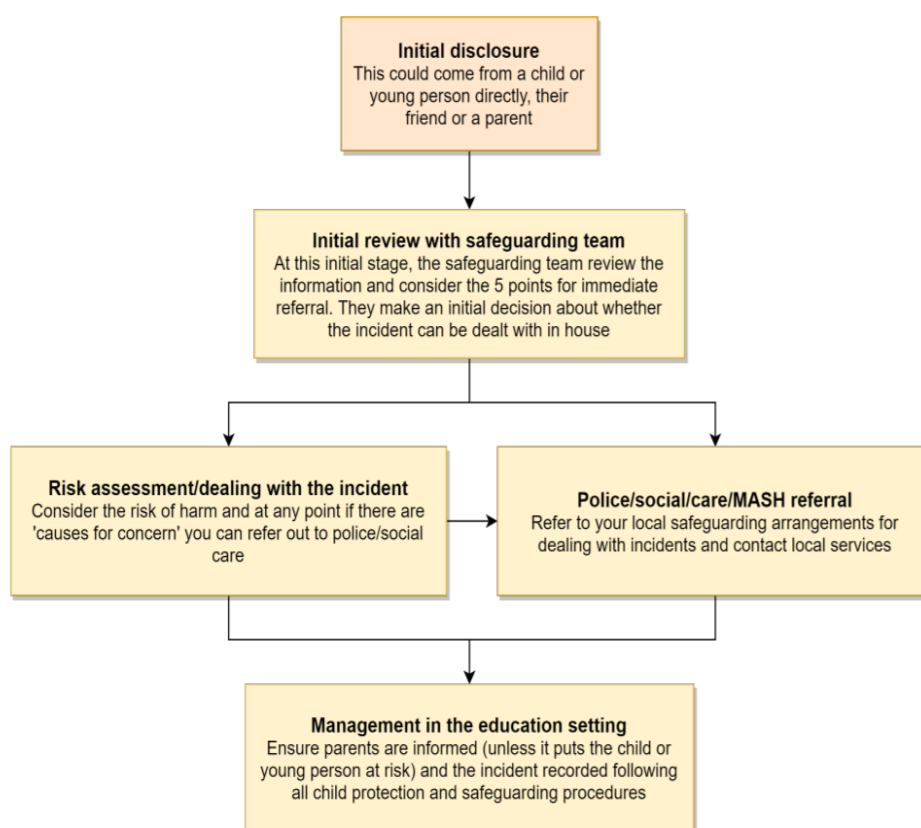 Initial disclosure
This could come from a child or
young person directly, their
friend or a parent
Initial review with safeguarding team
At this initial stage, the safeguarding team review the
information and consider the 5 points for immediate
referral. They make an initial decision about whether
the incident can be dealt with in house
Risk assessment/dealing with the incident
Consider the risk of harm and at any point if there are
'causes for concern' you can refer out to police/social
care
Police/social/care/MASH referral
Refer to your local safeguarding arrangements for
dealing with incidents and contact local services
Management in the education setting
Ensure parents are informed (unless it puts the child or
young person at risk) and the incident recorded following
all child protection and safeguarding procedures